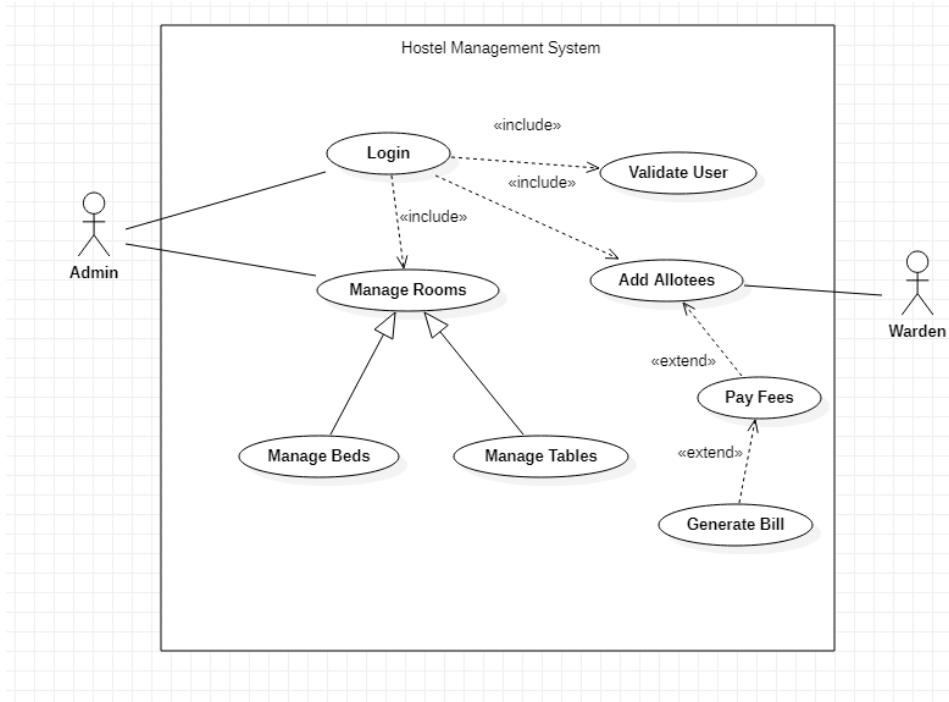 Hostel Management System
«include»
Login
Validate User
«include»
«include»
Admin
Manage Rooms
Add Allotees
Warden
«extend»
Pay Fees
«extend»
Manage Beds
Manage Tables
Generate Bill